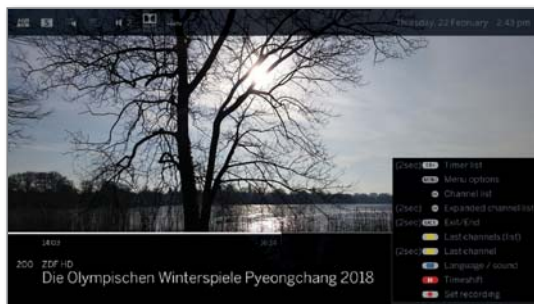 2
Thursday, 22 February 2:43 pm
(2sec) Timer list
MENU Menu options
Channel list
(2sec) Expanded channel list
(2sec) Exit/End
Last channels (list)
(2sec) Last channel
Language / sound
Timeshift
Set recording
14:03
200 ZDF HD
Die Olympischen Winterspiele Pyeongchang 2018